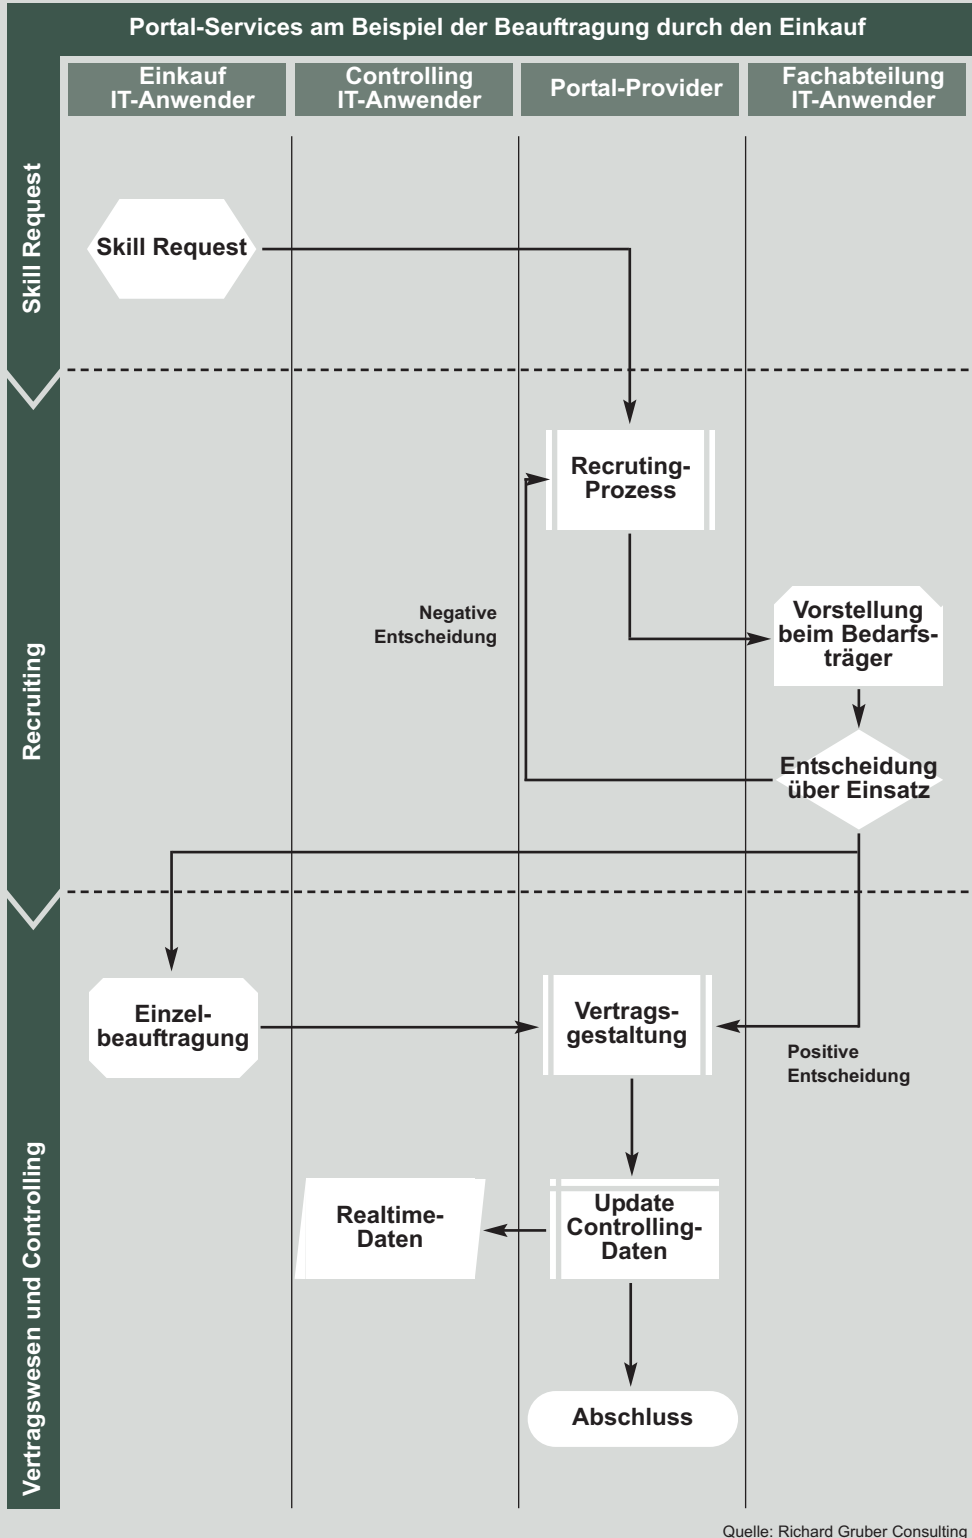 Portal-Services am Beispiel der Beauftragung durch den Einkauf
Einkauf
IT-Anwender
Controlling
IT-Anwender
Portal-Provider
Fachabteilung
IT-Anwender
Skill Request
Skill Request
Recruiting
Recruting-
Prozess
Negative
Entscheidung
Vorstellung
beim Bedarfs-
träger
Entscheidung
über Einsatz
Vertragswesen und Controlling
Einzel-
beauftragung
Vertrags-
gestaltung
Positive
Entscheidung
Realtime-
Daten
Update
Controlling-
Daten
Abschluss
Quelle: Richard Gruber Consulting